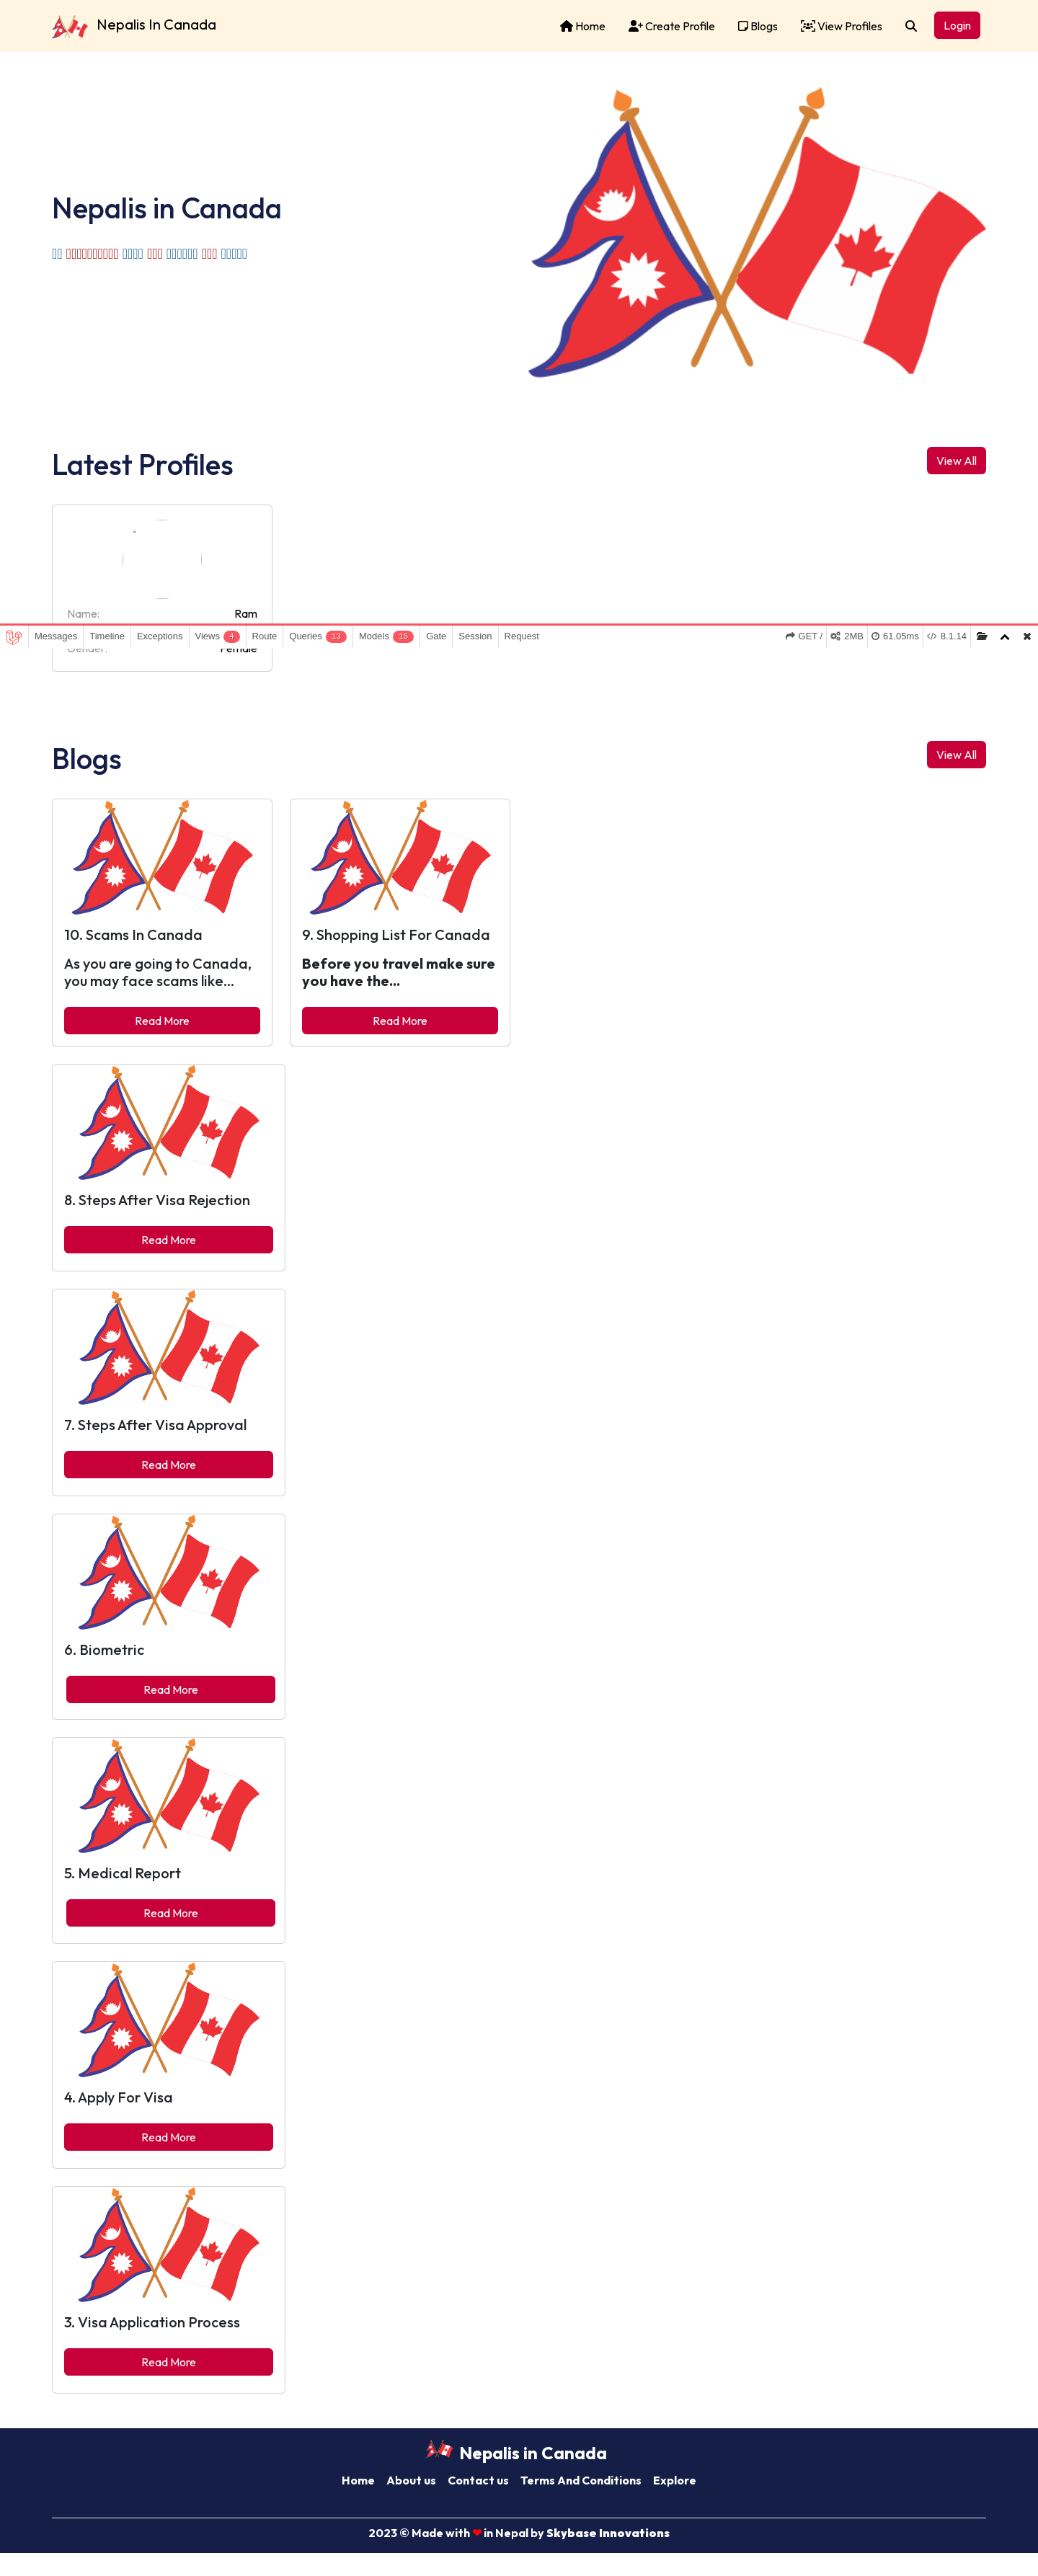 Nepalis In Canada
Home Create Profile Blogs View Profiles Login
Nepalis in Canada
Latest Profiles
View All
Name: Ram
Messages Timeline Exceptions Views 4 Route Queries 13 Models 15 Gate Session Request GET / 2MB 61.05ms 8.1.14
Gender: Female
Blogs
View All
10. Scams In Canada
As you are going to Canada,
you may face scams like...
Read More
9. Shopping List For Canada
Before you travel make sure
you have the...
Read More
8. Steps After Visa Rejection
Read More
7. Steps After Visa Approval
Read More
6. Biometric
Read More
5. Medical Report
Read More
4. Apply For Visa
Read More
3. Visa Application Process
Read More
Nepalis in Canada
Home About us Contact us Terms And Conditions Explore
2023 © Made with ❤ in Nepal by Skybase Innovations